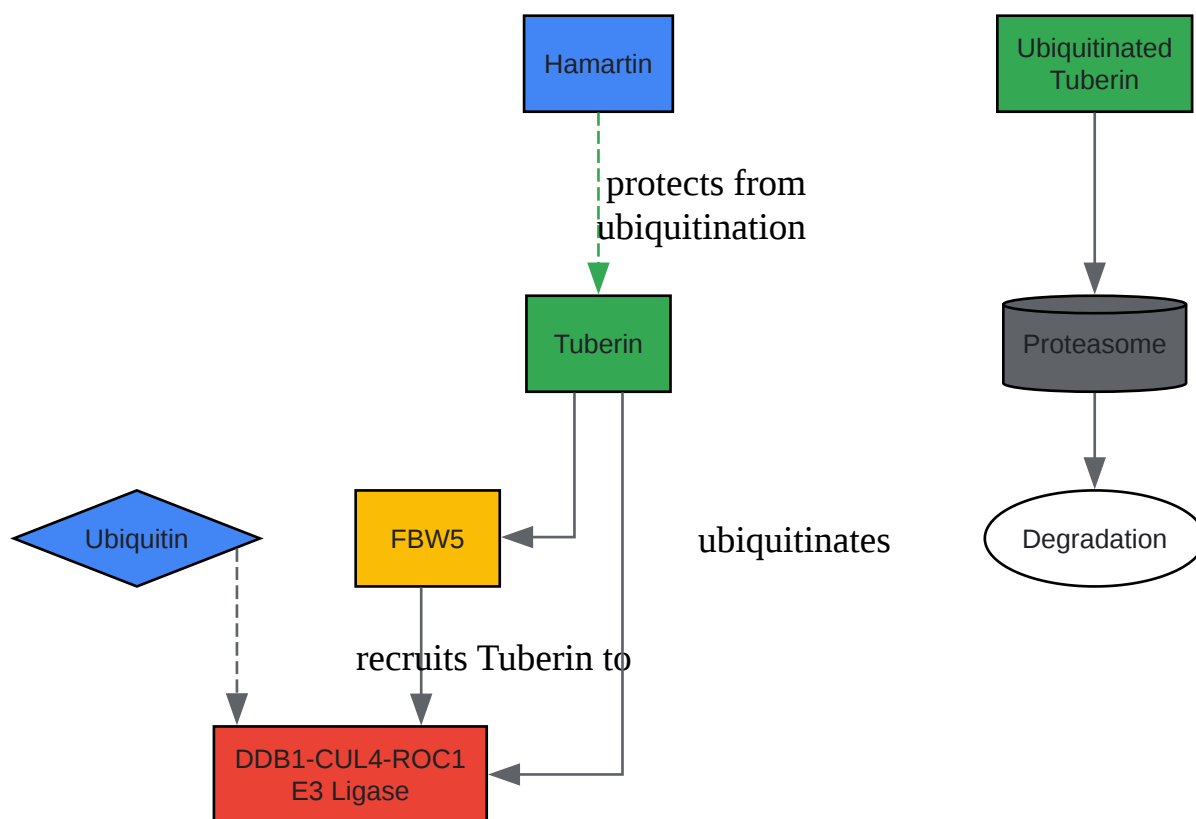 Hamartin
Ubiquitinated
Tuberin
protects from
ubiquitination
Tuberin
Proteasome
Ubiquitin
FBW5
ubiquitinates
Degradation
recruits Tuberin to
DDB1-CUL4-ROC1
E3 Ligase